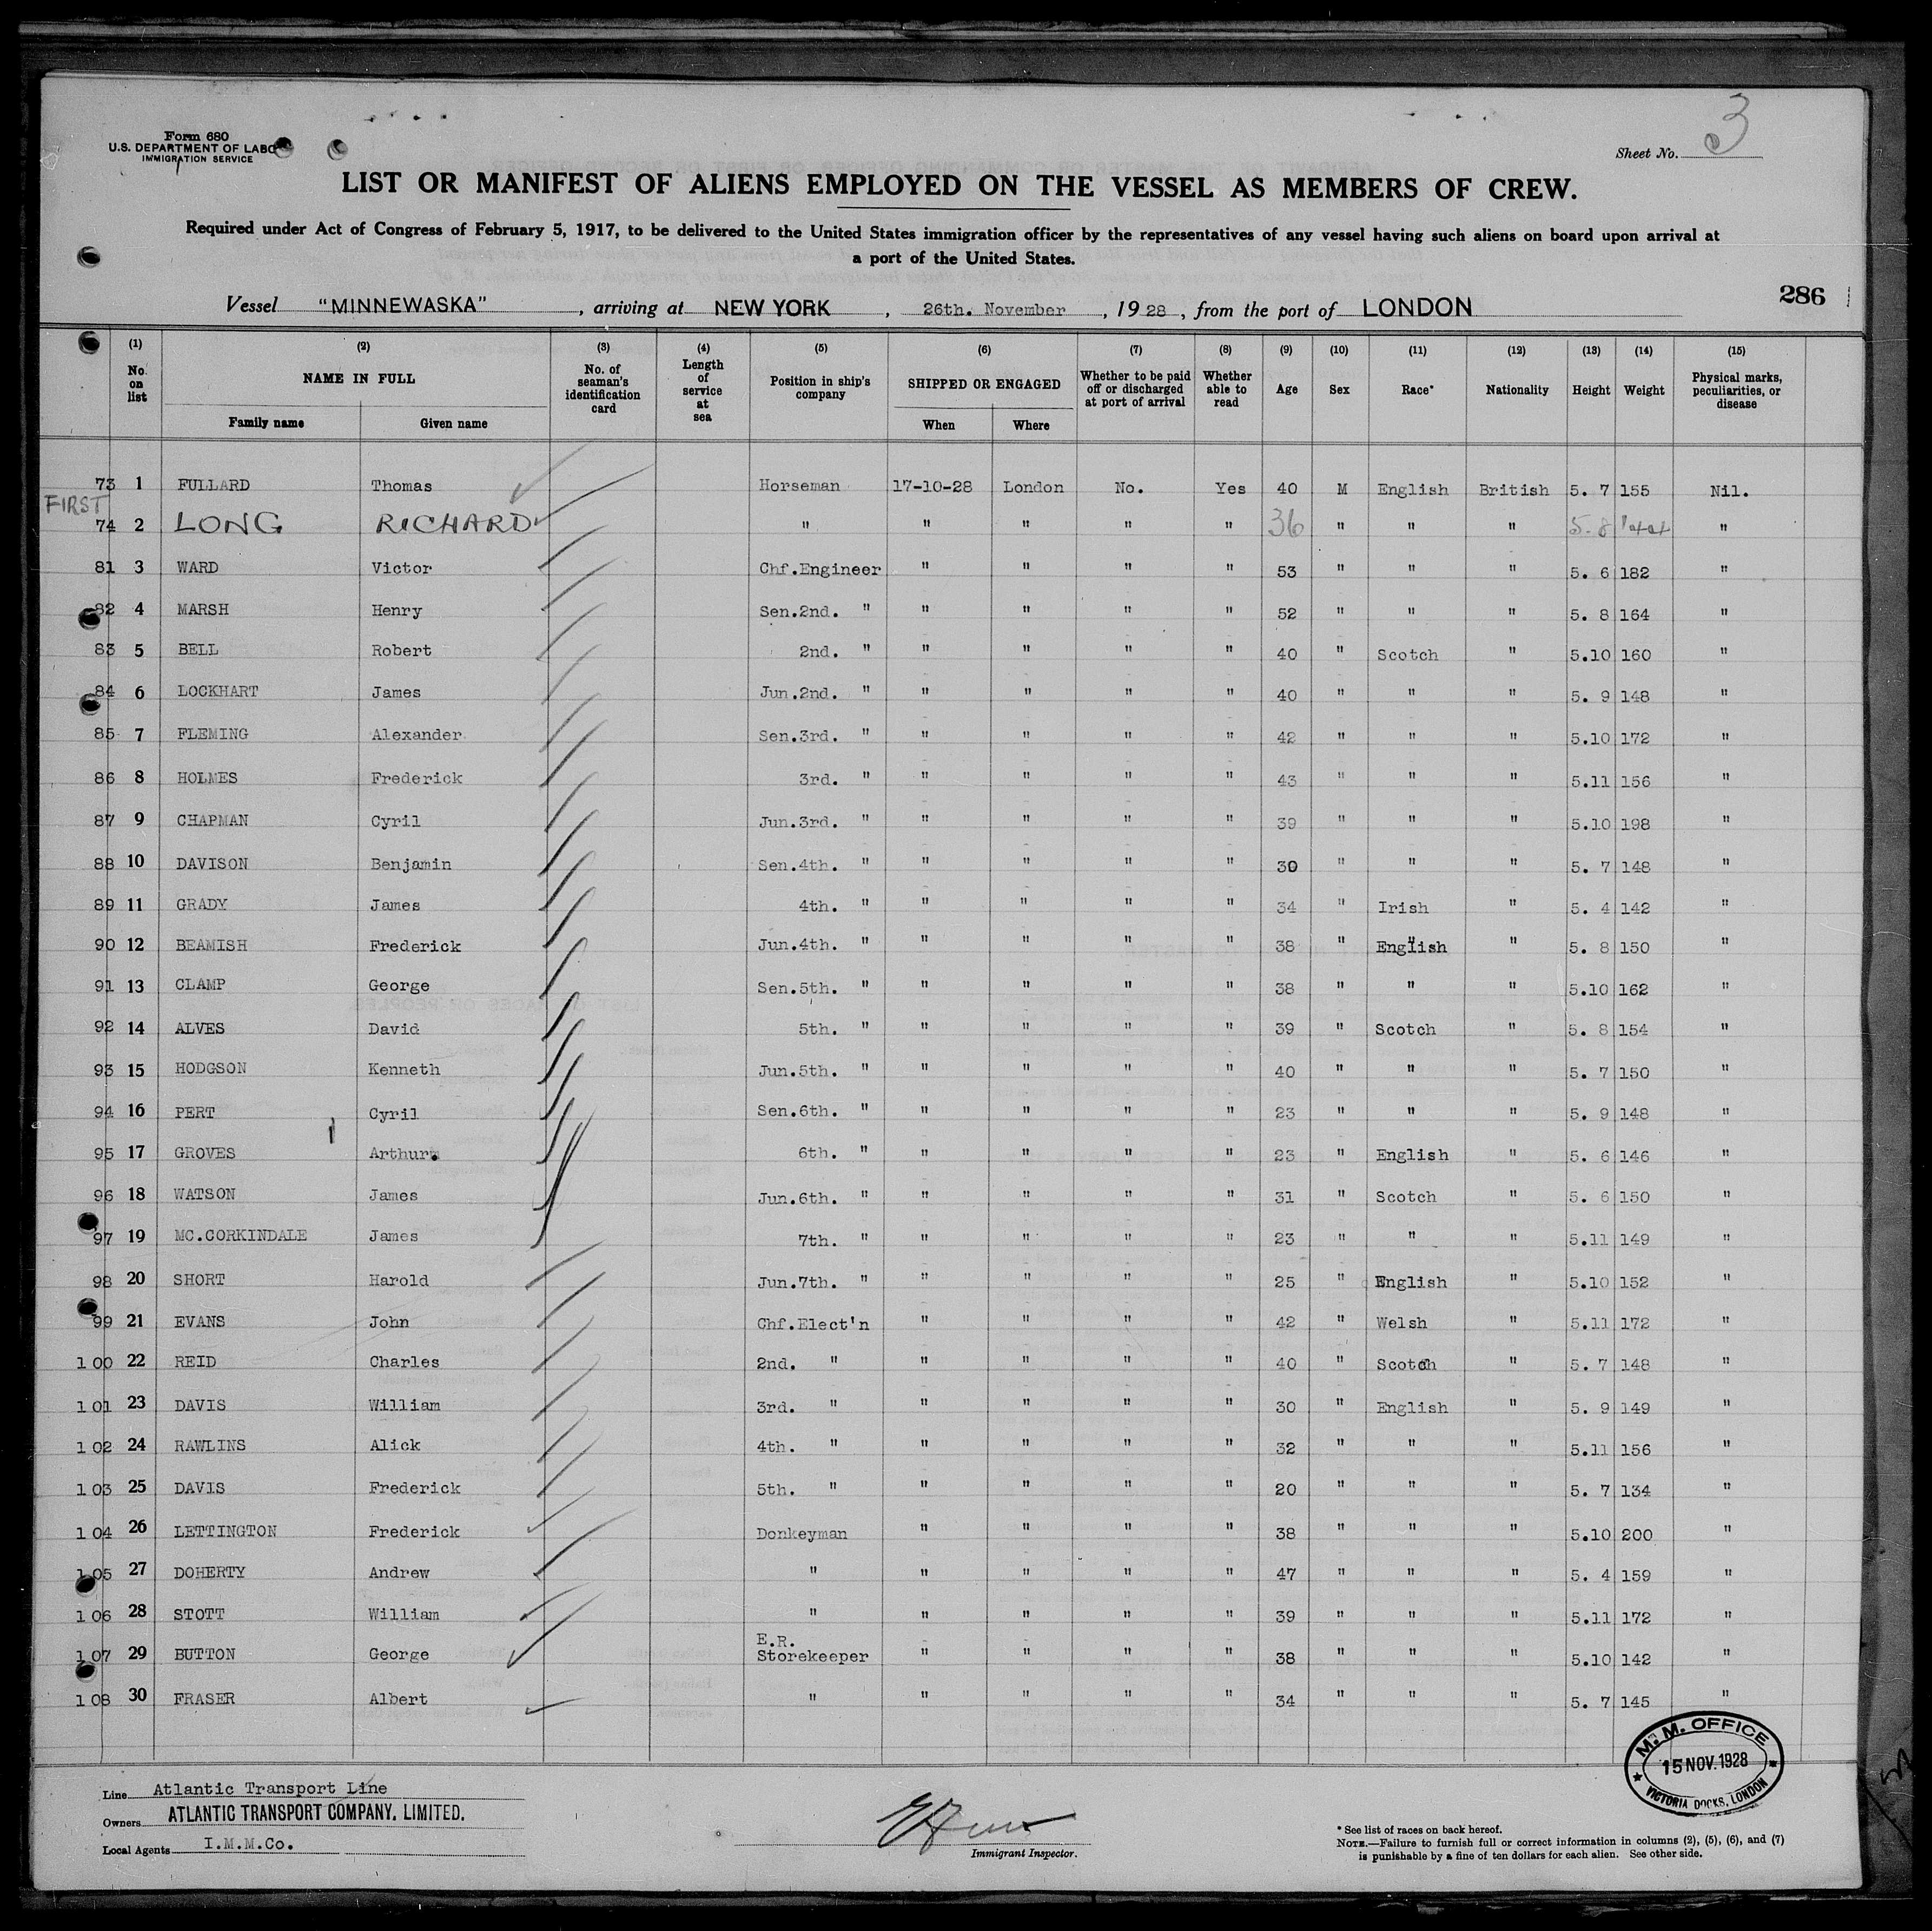 Form 680
U.S. DEPARTMENT OF LABO
IMMIGRATION SERVICE
Sheet No. 3
LIST OR MANIFEST OF ALIENS EMPLOYED ON THE VESSEL AS MEMBERS OF CREW.
Required under Act of Congress of February 5, 1917, to be delivered to the United States immigration officer by the representatives of any vessel having such aliens on board upon arrival at
a port of the United States.
286
Vessel "MINNEWASKA", arriving at NEW YORK, 26th. November, 1928, from the port of LONDON
(1) (2) (3) (4) (5) (6) (7) (8) (9) (10) (11) (12) (13) (14) (15)
No. on list NAME IN FULL Family name Given name No. of seaman's identification card Length of service at sea Position in ship's company SHIPPED OR ENGAGED When Where Whether to be paid off or discharged at port of arrival Whether able to read Age Sex Race* Nationality Height Weight Physical marks, peculiarities, or disease
73 1 FULLARD Thomas Horseman 17-10-28 London No. Yes 40 M English British 5. 7 155 Nil.
FIRST
74 2 LONG RICHARD " " " " " 36 " " " 5.8 144 "
81 3 WARD Victor Chf.Engineer " " " " 53 " " " 5. 6 182 "
82 4 MARSH Henry Sen.2nd. " " " " " 52 " " " 5. 8 164 "
83 5 BELL Robert 2nd. " " " " " 40 " Scotch " 5.10 160 "
84 6 LOCKHART James Jun.2nd. " " " " " 40 " " " 5. 9 148 "
85 7 FLEMING Alexander Sen.3rd. " " " " " 42 " " " 5.10 172 "
86 8 HOLMES Frederick 3rd. " " " " " 43 " " " 5.11 156 "
87 9 CHAPMAN Cyril Jun.3rd. " " " " " 39 " " " 5.10 198 "
88 10 DAVISON Benjamin Sen.4th. " " " " " 30 " " " 5. 7 148 "
89 11 GRADY James 4th. " " " " " 34 " Irish " 5. 4 142 "
90 12 BEAMISH Frederick Jun.4th. " " " " " 38 " English " 5. 8 150 "
91 13 CLAMP George Sen.5th. " " " " " 38 " " " 5.10 162 "
92 14 ALVES David 5th. " " " " " 39 " Scotch " 5. 8 154 "
93 15 HODGSON Kenneth Jun.5th. " " " " " 40 " " " 5. 7 150 "
94 16 PERT Cyril Sen.6th. " " " " " 23 " " " 5. 9 148 "
95 17 GROVES Arthur. 6th. " " " " " 23 " English " 5. 6 146 "
96 18 WATSON James Jun.6th. " " " " " 31 " Scotch " 5. 6 150 "
97 19 MC.CORKINDALE James 7th. " " " " " 23 " " " 5.11 149 "
98 20 SHORT Harold Jun.7th. " " " " " 25 " English " 5.10 152 "
99 21 EVANS John Chf.Elect'n " " " " 42 " Welsh " 5.11 172 "
100 22 REID Charles 2nd. " " " " " 40 " Scotch " 5. 7 148 "
101 23 DAVIS William 3rd. " " " " " 30 " English " 5. 9 149 "
102 24 RAWLINS Alick 4th. " " " " " 32 " " " 5.11 156 "
103 25 DAVIS Frederick 5th. " " " " " 20 " " " 5. 7 134 "
104 26 LETTINGTON Frederick Donkeyman " " " " 38 " " " 5.10 200 "
105 27 DOHERTY Andrew " " " " " 47 " " " 5. 4 159 "
106 28 STOTT William " " " " " 39 " " " 5.11 172 "
107 29 BUTTON George E.R. Storekeeper " " " " 38 " " " 5.10 142 "
108 30 FRASER Albert " " " " " 34 " " " 5. 7 145 "
M.M. OFFICE
15 NOV. 1928
VICTORIA DOCKS, LONDON
Line Atlantic Transport Line
Owners ATLANTIC TRANSPORT COMPANY, LIMITED.
Local Agents I.M.M.Co.
Immigrant Inspector.
* See list of races on back hereof.
NOTE.—Failure to furnish full or correct information in columns (2), (5), (6), and (7)
is punishable by a fine of ten dollars for each alien. See other side.